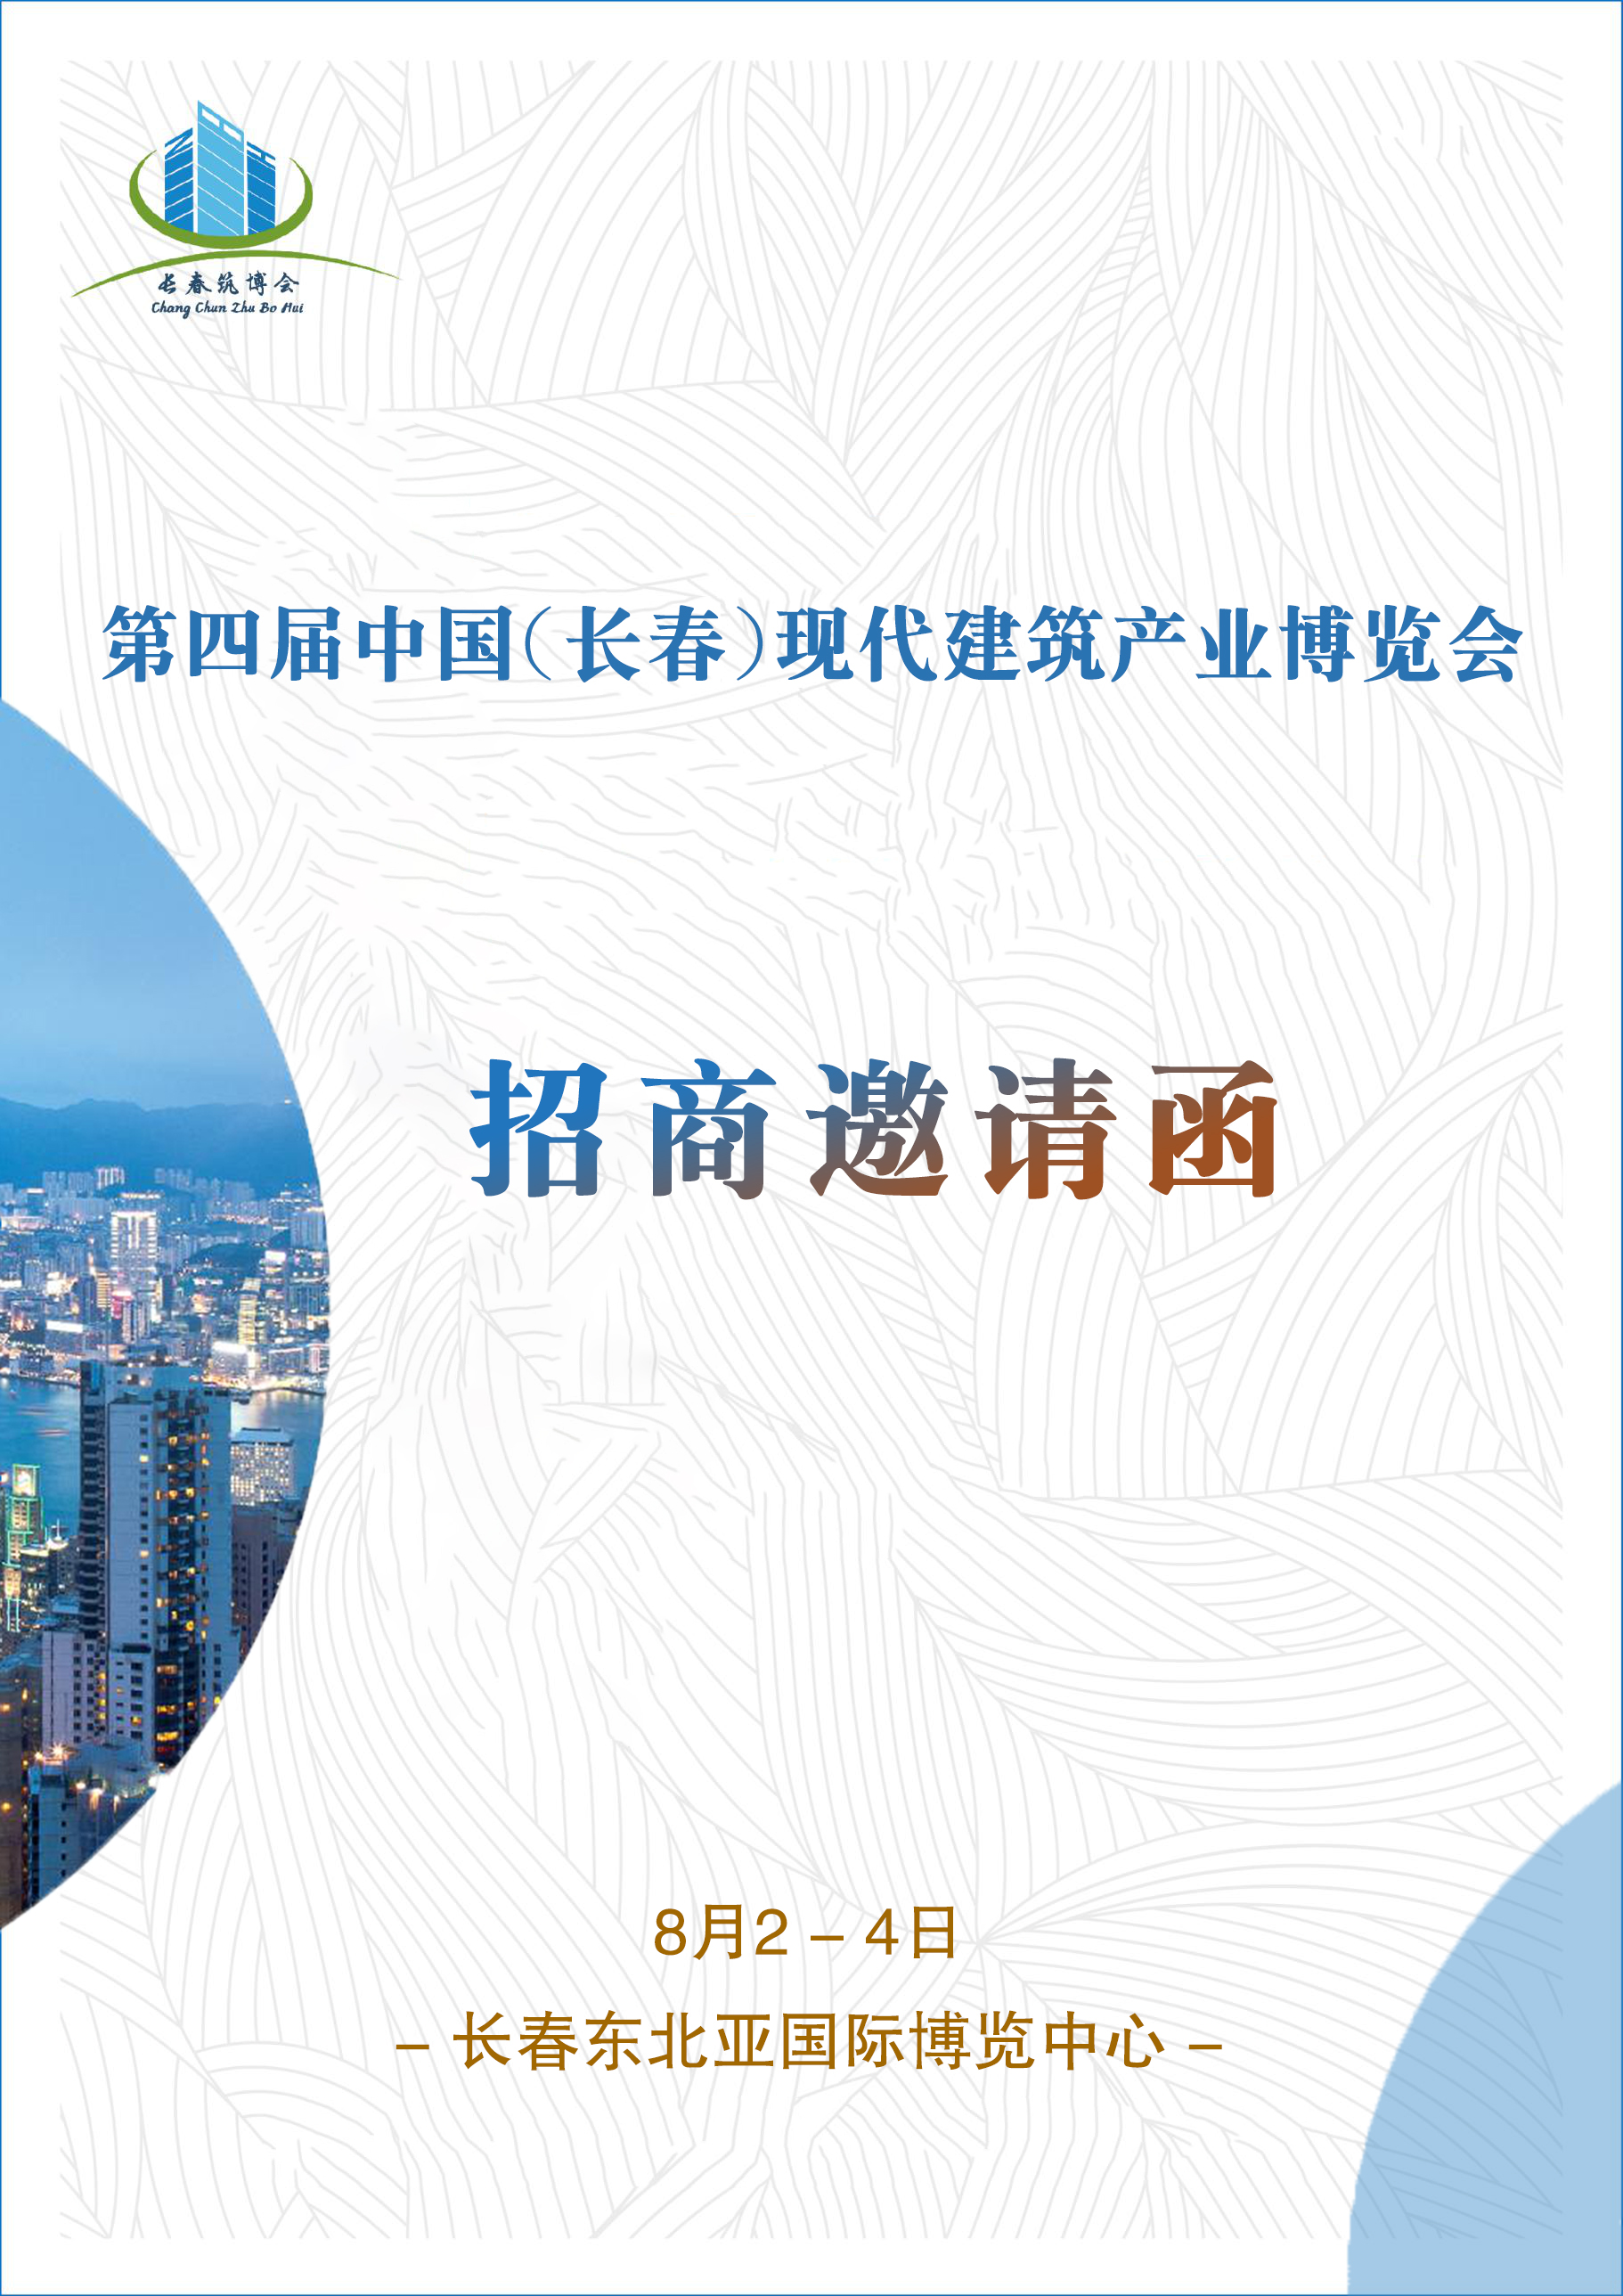 长春筑博会
Chang Chun Zhu Bo Hui
第四届中国（长春）现代建筑产业博览会
招商邀请函
8月2－4日
－长春东北亚国际博览中心－